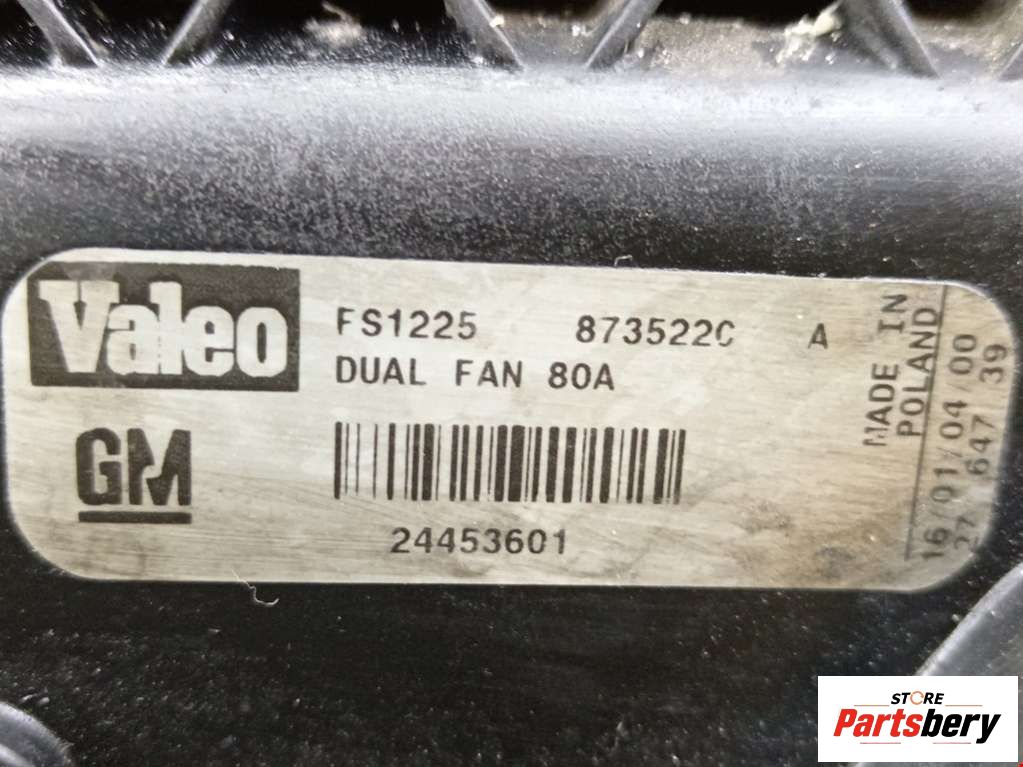 Valeo
FS1225 873522C A
DUAL FAN 80A
GM
24453601
MADE IN
POLAND
16/01/04/00
27 647 39
STORE
Partsbery